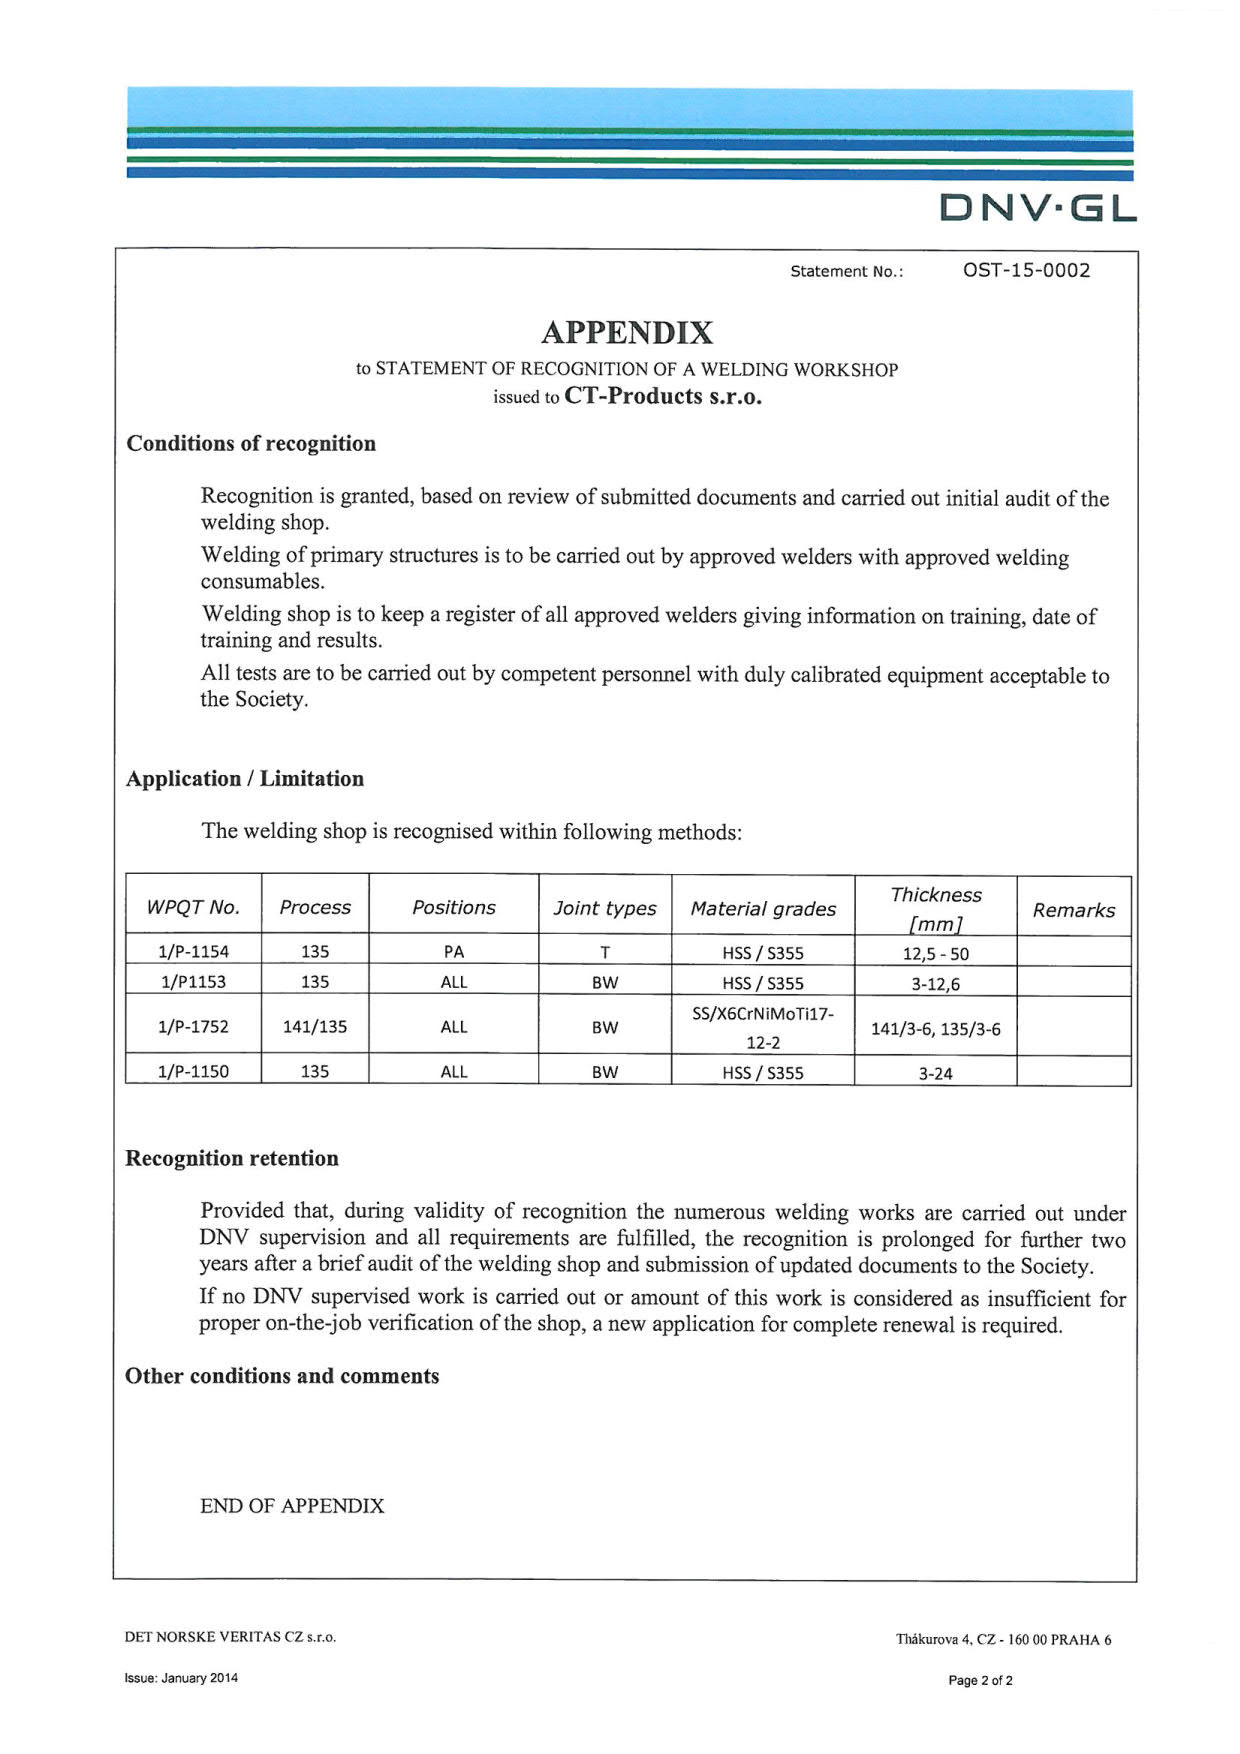 DNV·GL
Statement No.: OST-15-0002
APPENDIX
to STATEMENT OF RECOGNITION OF A WELDING WORKSHOP
issued to CT-Products s.r.o.
Conditions of recognition
Recognition is granted, based on review of submitted documents and carried out initial audit of the
welding shop.
Welding of primary structures is to be carried out by approved welders with approved welding
consumables.
Welding shop is to keep a register of all approved welders giving information on training, date of
training and results.
All tests are to be carried out by competent personnel with duly calibrated equipment acceptable to
the Society.
Application / Limitation
The welding shop is recognised within following methods:
WPQT No. Process Positions Joint types Material grades Thickness [mm] Remarks
1/P-1154 135 PA T HSS / S355 12,5 - 50
1/P1153 135 ALL BW HSS / S355 3-12,6
1/P-1752 141/135 ALL BW SS/X6CrNiMoTi17-12-2 141/3-6, 135/3-6
1/P-1150 135 ALL BW HSS / S355 3-24
Recognition retention
Provided that, during validity of recognition the numerous welding works are carried out under
DNV supervision and all requirements are fulfilled, the recognition is prolonged for further two
years after a brief audit of the welding shop and submission of updated documents to the Society.
If no DNV supervised work is carried out or amount of this work is considered as insufficient for
proper on-the-job verification of the shop, a new application for complete renewal is required.
Other conditions and comments
END OF APPENDIX
DET NORSKE VERITAS CZ s.r.o. Thákurova 4, CZ - 160 00 PRAHA 6
Issue: January 2014 Page 2 of 2